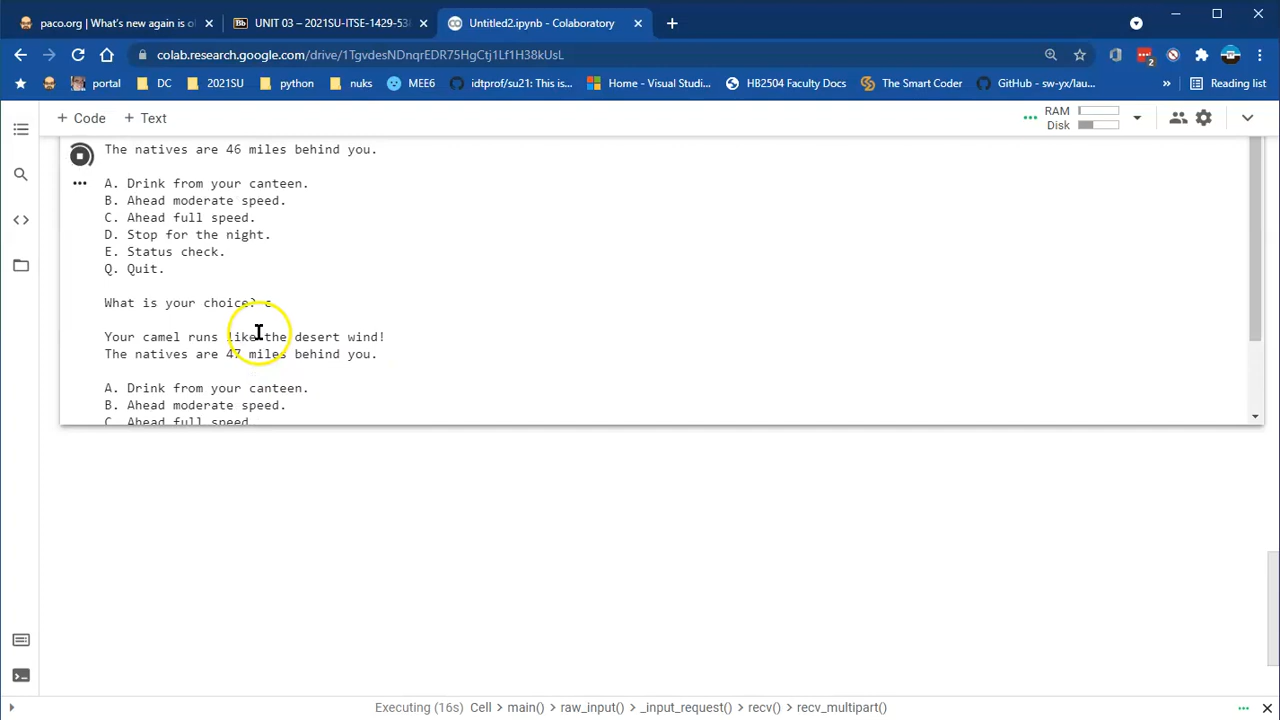 paco.org | What's new again is o
UNIT 03 – 2021SU-ITSE-1429-53
Untitled2.ipynb - Colaboratory
colab.research.google.com/drive/1TgvdesNDnqrEDR75HgCtj1Lf1H38kUsL
portal
DC
2021SU
python
nuks
MEE6
idtprof/su21: This is...
Home - Visual Studi...
HB2504 Faculty Docs
The Smart Coder
GitHub - sw-yx/lau...
Reading list
+ Code
+ Text
RAM
Disk
The natives are 46 miles behind you.
A. Drink from your canteen.
B. Ahead moderate speed.
C. Ahead full speed.
D. Stop for the night.
E. Status check.
Q. Quit.
What is your choice? c
Your camel runs like the desert wind!
The natives are 47 miles behind you.
A. Drink from your canteen.
B. Ahead moderate speed.
C. Ahead full speed.
Executing (16s) Cell > main() > raw_input() > _input_request() > recv() > recv_multipart()